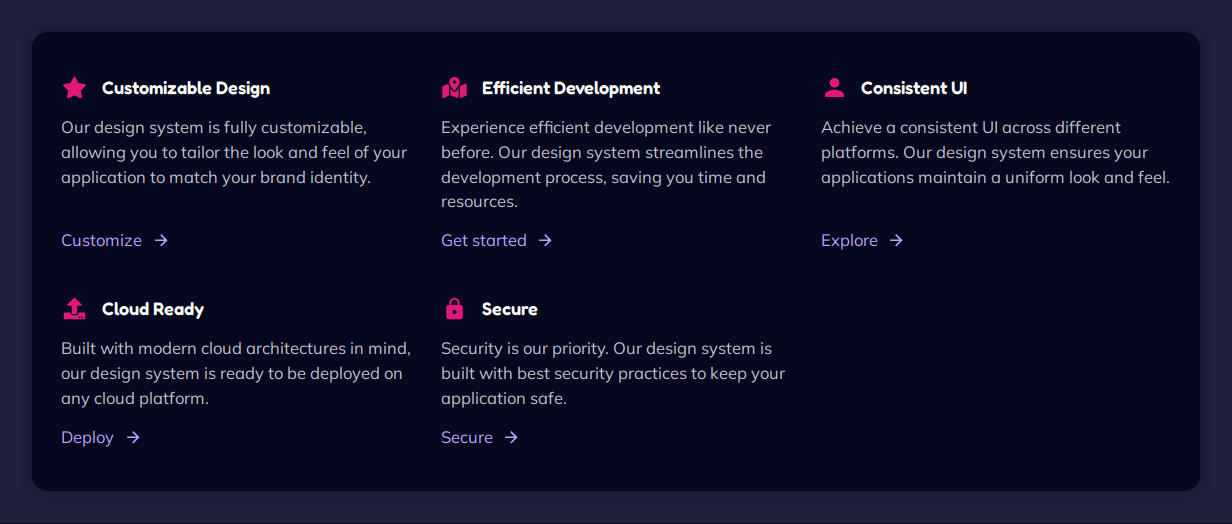 Customizable Design
Our design system is fully customizable,
allowing you to tailor the look and feel of your
application to match your brand identity.
Customize
Efficient Development
Experience efficient development like never
before. Our design system streamlines the
development process, saving you time and
resources.
Get started
Consistent UI
Achieve a consistent UI across different
platforms. Our design system ensures your
applications maintain a uniform look and feel.
Explore
Cloud Ready
Built with modern cloud architectures in mind,
our design system is ready to be deployed on
any cloud platform.
Deploy
Secure
Security is our priority. Our design system is
built with best security practices to keep your
application safe.
Secure